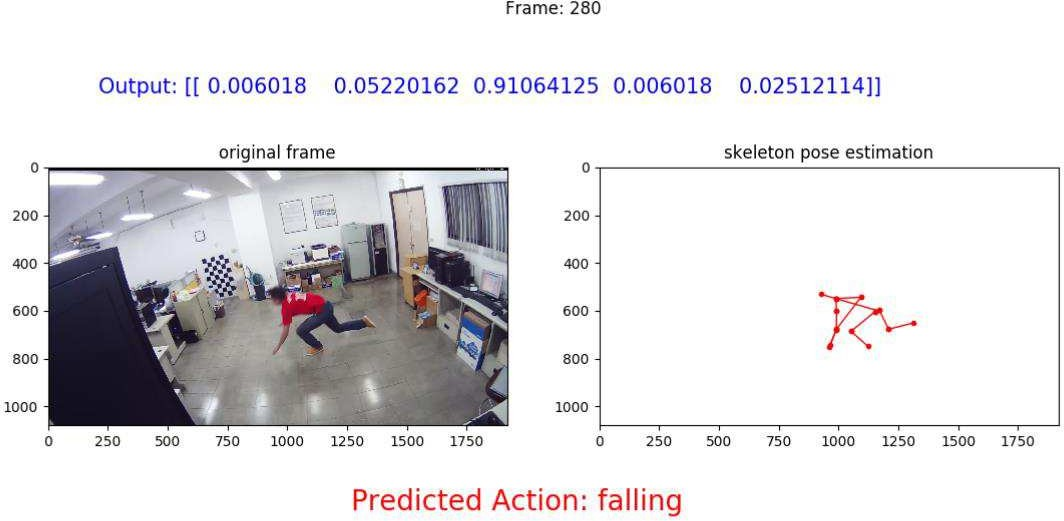 Frame: 280
Output: [[ 0.006018 0.05220162 0.91064125 0.006018 0.02512114]]
original frame
skeleton pose estimation
0
200
400
600
800
1000
0 250 500 750 1000 1250 1500 1750
0
200
400
600
800
1000
0 250 500 750 1000 1250 1500 1750
Predicted Action: falling